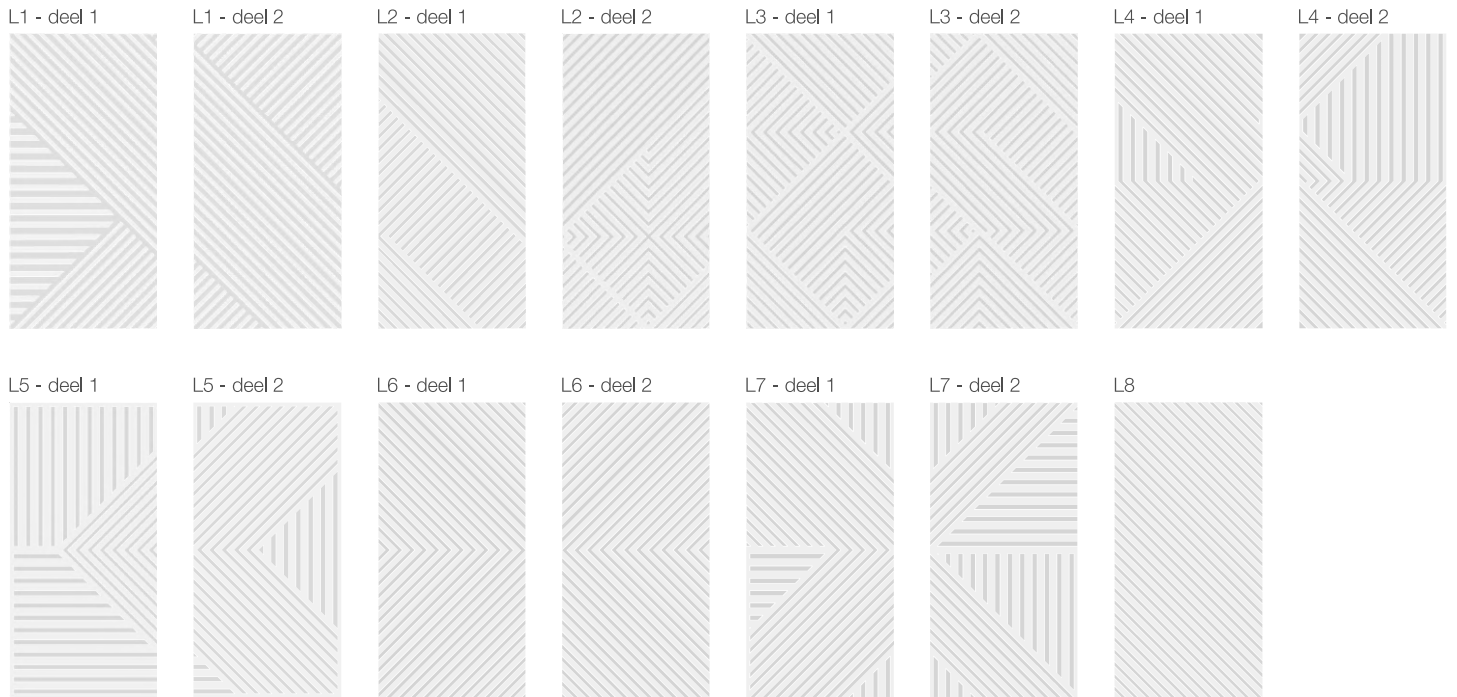 L1 - deel 1
L1 - deel 2
L2 - deel 1
L2 - deel 2
L3 - deel 1
L3 - deel 2
L4 - deel 1
L4 - deel 2
L5 - deel 1
L5 - deel 2
L6 - deel 1
L6 - deel 2
L7 - deel 1
L7 - deel 2
L8